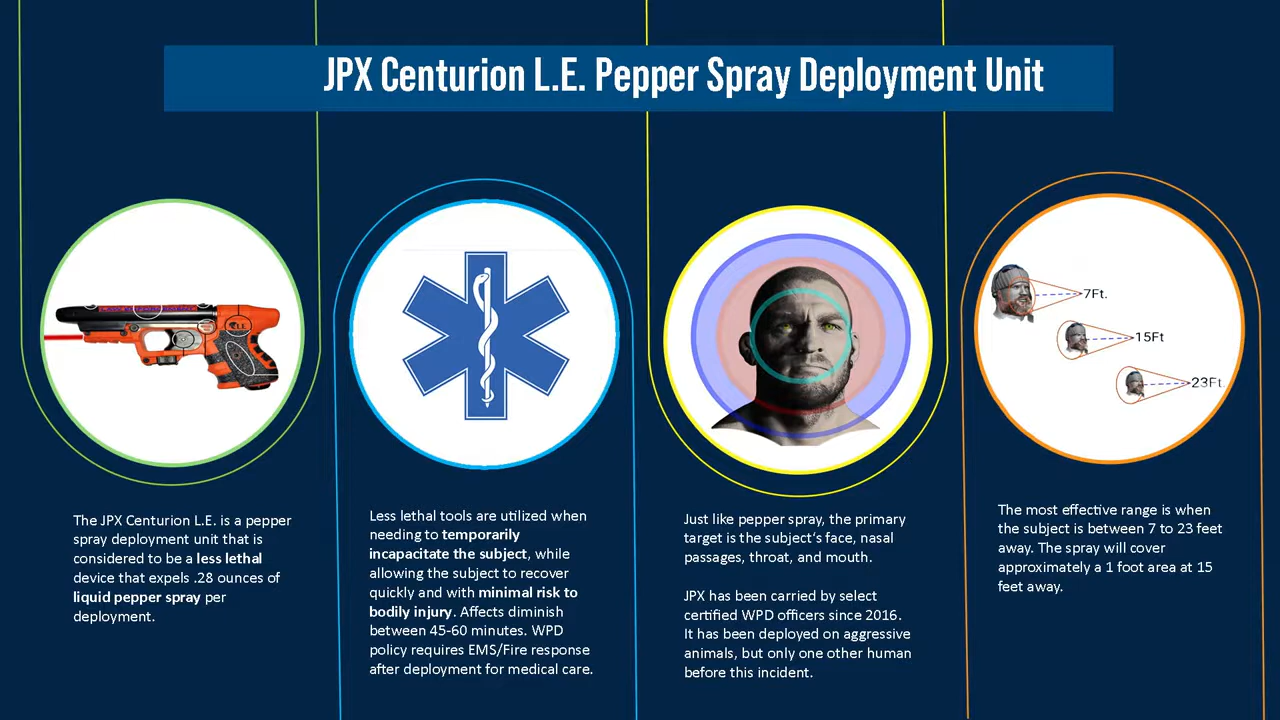 JPX Centurion L.E. Pepper Spray Deployment Unit
L.E.
7Ft.
15Ft
23Ft.
The JPX Centurion L.E. is a pepper
spray deployment unit that is
considered to be a less lethal
device that expels .28 ounces of
liquid pepper spray per
deployment.
Less lethal tools are utilized when
needing to temporarily
incapacitate the subject, while
allowing the subject to recover
quickly and with minimal risk to
bodily injury. Affects diminish
between 45-60 minutes. WPD
policy requires EMS/Fire response
after deployment for medical care.
Just like pepper spray, the primary
target is the subject's face, nasal
passages, throat, and mouth.
JPX has been carried by select
certified WPD officers since 2016.
It has been deployed on aggressive
animals, but only one other human
before this incident.
The most effective range is when
the subject is between 7 to 23 feet
away. The spray will cover
approximately a 1 foot area at 15
feet away.